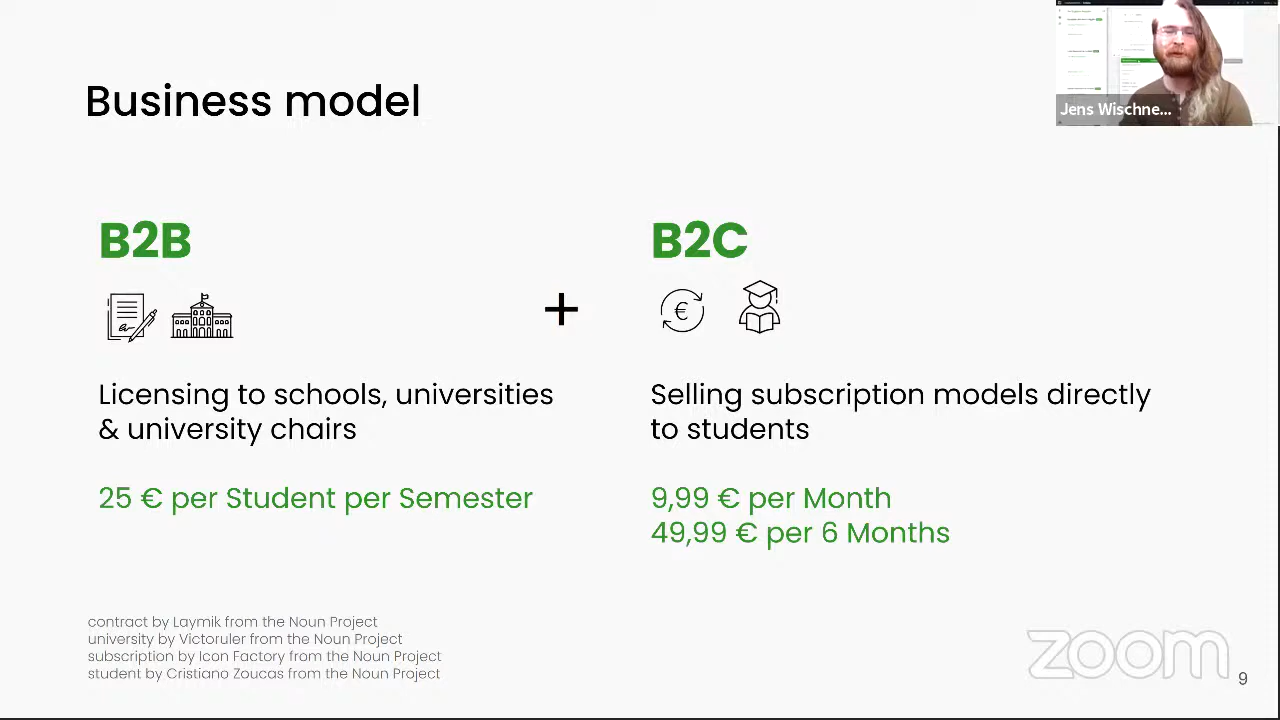 Business model
Jens Wischne...
B2B
B2C
€
+
Licensing to schools, universities
& university chairs
Selling subscription models directly
to students
25 € per Student per Semester
9,99 € per Month
49,99 € per 6 Months
contract by Laymik from the Noun Project
university by Victoruler from the Noun Project
subscription by Icon Factory from the Noun Project
student by Cristiano Zoucas from the Noun Project
zoom
9